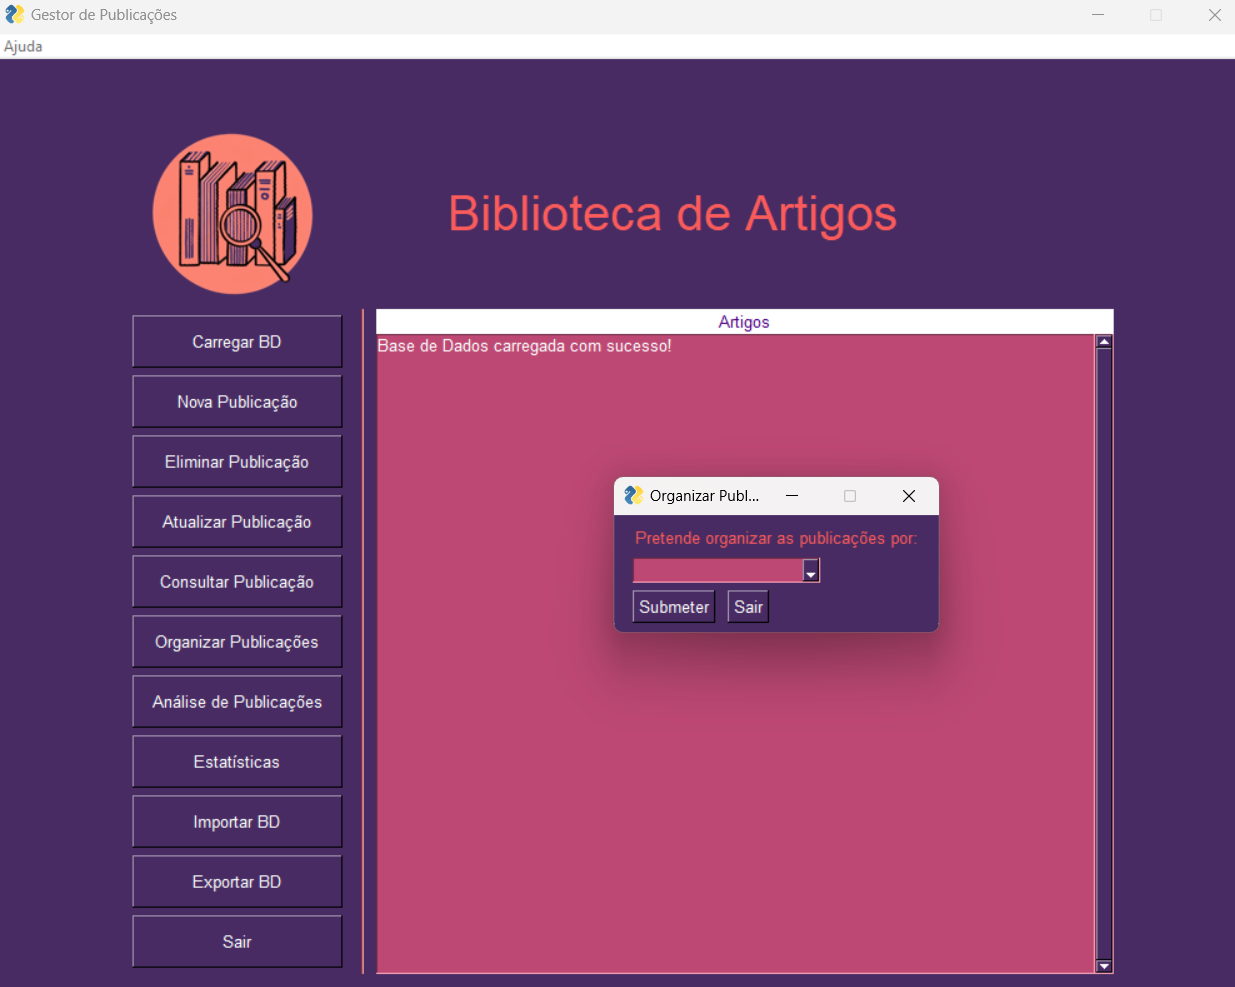 Gestor de Publicações
Ajuda
Biblioteca de Artigos
Carregar BD
Nova Publicação
Eliminar Publicação
Atualizar Publicação
Consultar Publicação
Organizar Publicações
Análise de Publicações
Estatísticas
Importar BD
Exportar BD
Sair
Artigos
Base de Dados carregada com sucesso!
Organizar Publ...
Pretende organizar as publicações por:
Submeter Sair